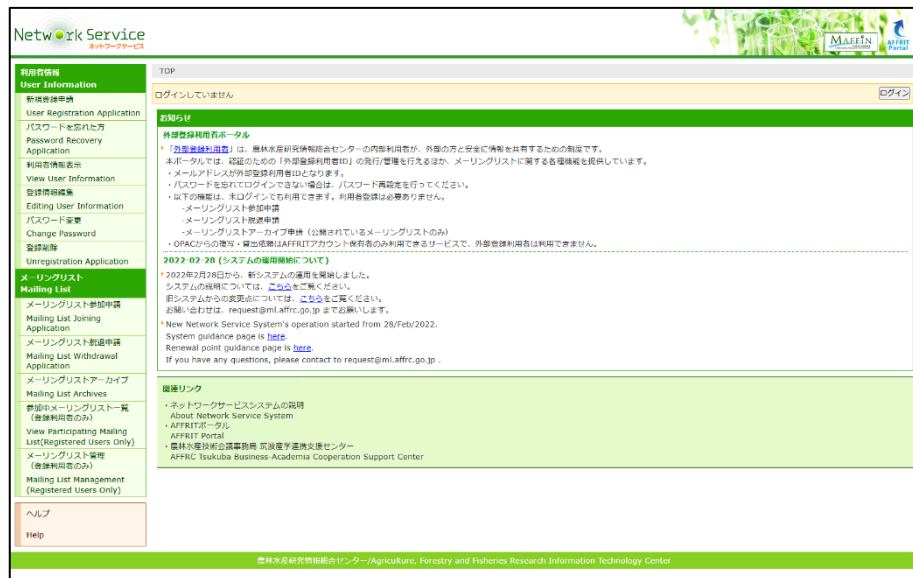 Network Service
ネットワークサービス
MAFFIN
AFFRIT
Portal
利用者情報
User Information
新規登録申請
User Registration Application
パスワードを忘れた方
Password Recovery
Application
利用者情報表示
View User Information
登録情報編集
Editing User Information
パスワード変更
Change Password
登録削除
Unregistration Application
メーリングリスト
Mailing List
メーリングリスト参加申請
Mailing List Joining
Application
メーリングリスト脱退申請
Mailing List Withdrawal
Application
メーリングリストアーカイブ
Mailing List Archives
参加中メーリングリスト一覧
(登録利用者のみ)
View Participating Mailing
List(Registered Users Only)
メーリングリスト管理
(登録利用者のみ)
Mailing List Management
(Registered Users Only)
ヘルプ
Help
TOP
ログインしていません
ログイン
お知らせ
外部登録利用者ポータル
「外部登録利用者」は、農林水産研究情報総合センターの内部利用者が、外部の方と安全に情報を共有するための制度です。
本ポータルでは、認証のための「外部登録利用者ID」の発行/管理を行えるほか、メーリングリストに関する各種機能を提供しています。
・メールアドレスが外部登録利用者IDとなります。
・パスワードを忘れてログインできない場合は、パスワード再設定を行ってください。
・以下の機能は、未ログインでも利用できます。利用者登録は必要ありません。
-メーリングリスト参加申請
-メーリングリスト脱退申請
-メーリングリストアーカイブ申請（公開されているメーリングリストのみ）
・OPACからの複写・貸出依頼はAFFRITアカウント保有者のみ利用できるサービスで、外部登録利用者は利用できません。
2022-02-28 (システムの運用開始について)
2022年2月28日から、新システムの運用を開始しました。
システムの説明については、こちらをご覧ください。
旧システムからの変更点については、こちらをご覧ください。
お問い合わせは、request@ml.affrc.go.jp までお願いします。
New Network Service System's operation started from 28/Feb/2022.
System guidance page is here.
Renewal point guidance page is here.
If you have any questions, please contact to request@ml.affrc.go.jp .
関連リンク
・ネットワークサービスシステムの説明
About Network Service System
・AFFRITポータル
AFFRIT Portal
・農林水産技術会議事務局 筑波産学連携支援センター
AFFRC Tsukuba Business-Academia Cooperation Support Center
農林水産研究情報総合センター/Agriculture, Forestry and Fisheries Research Information Technology Center